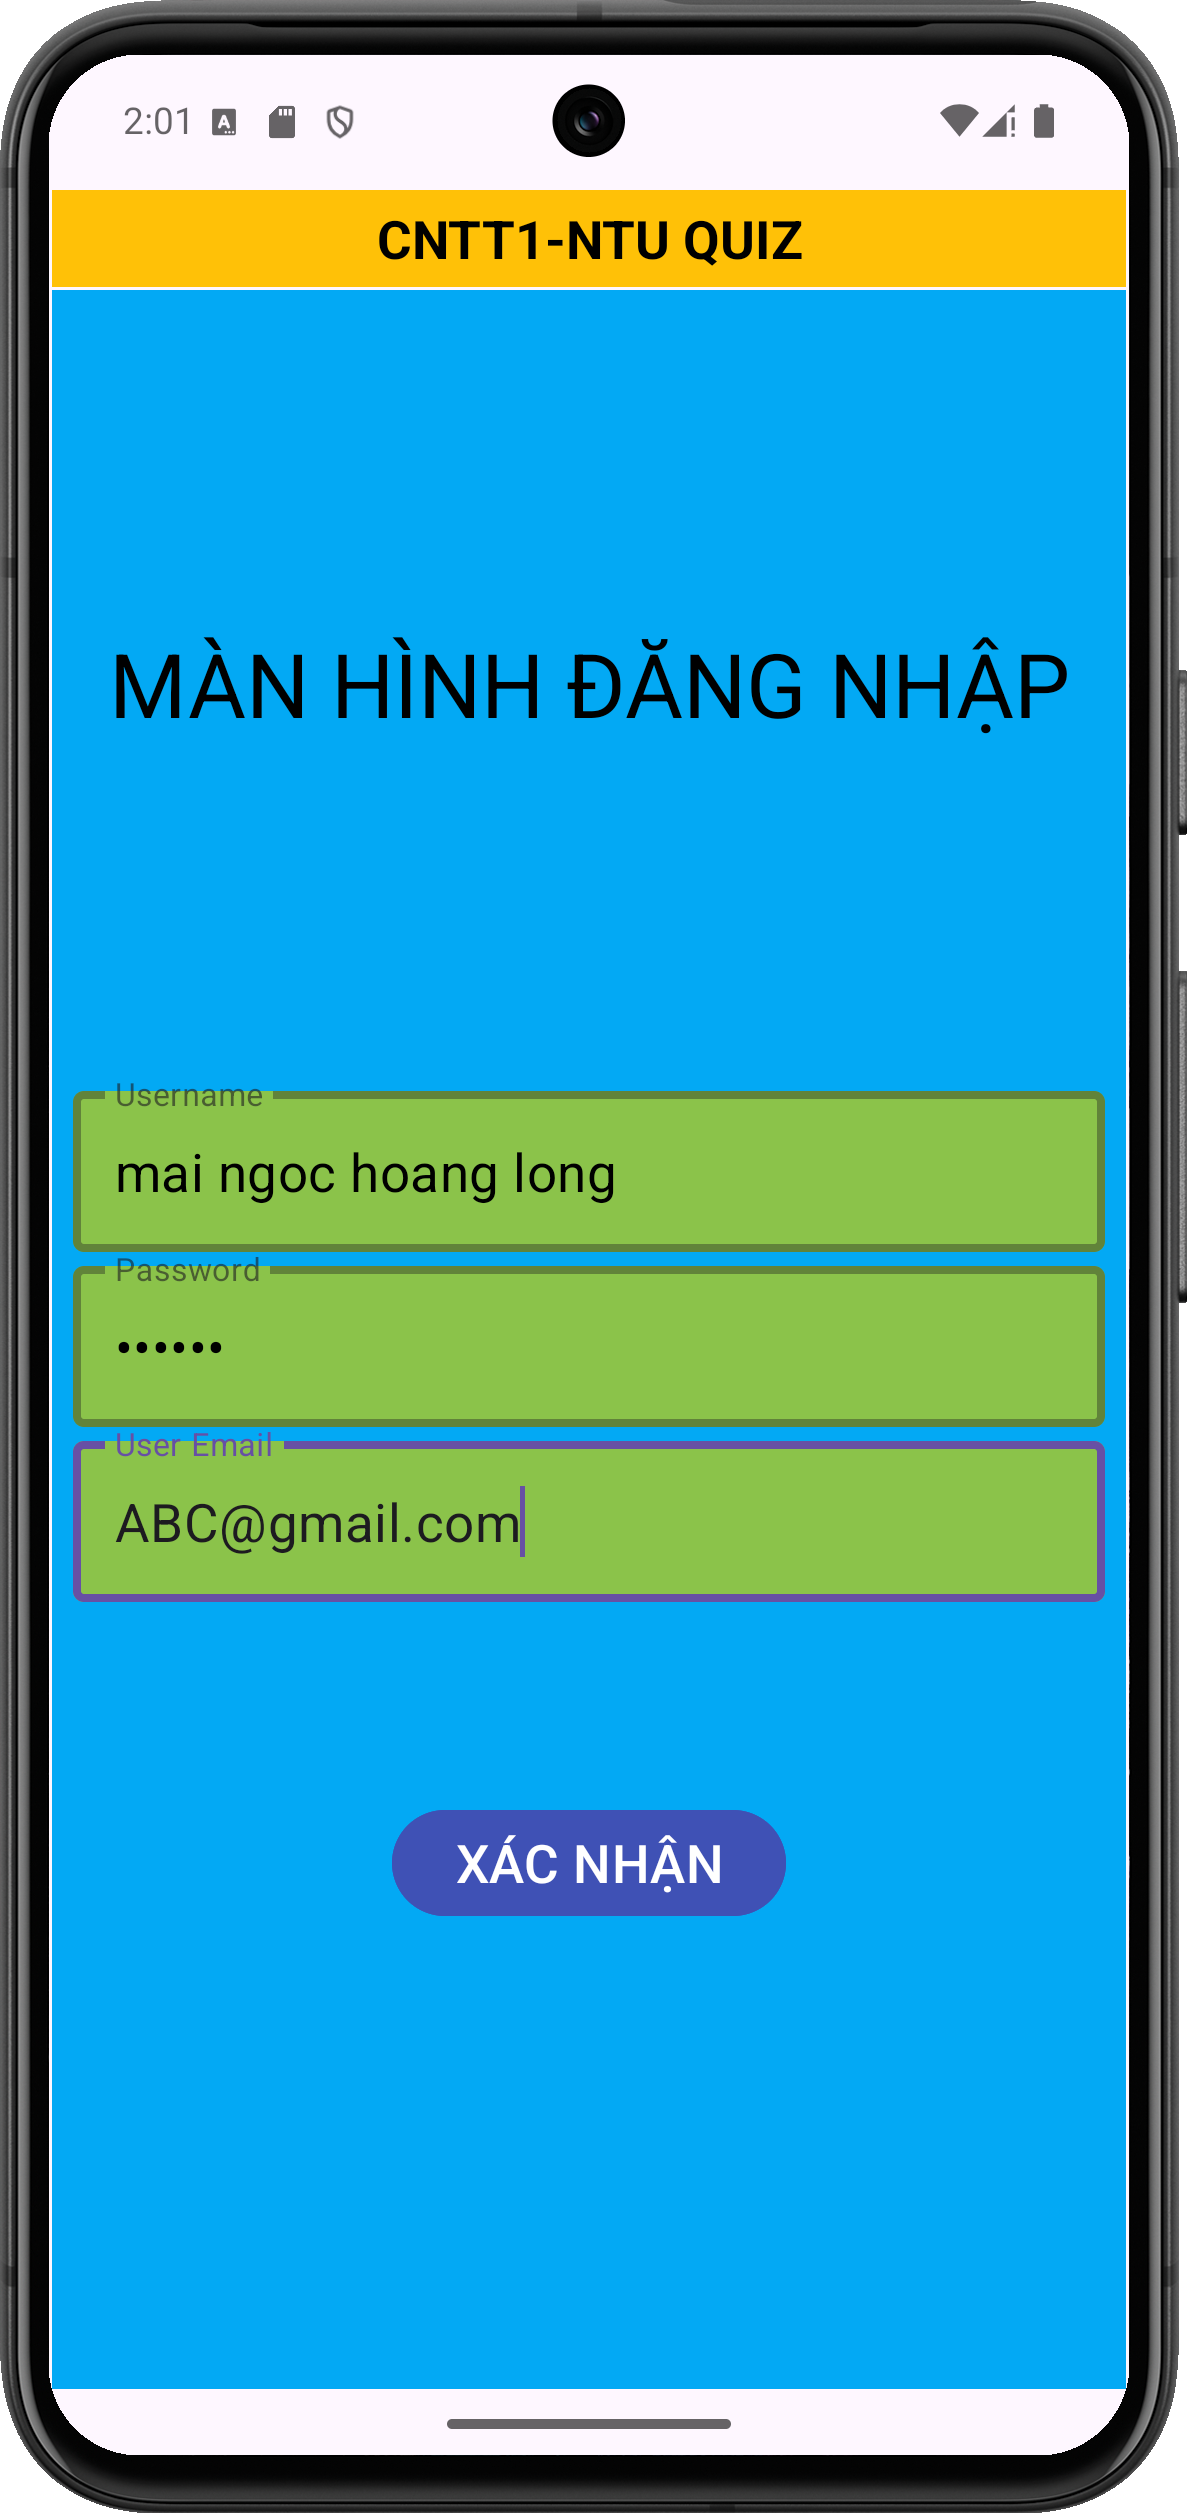 2:01
CNTT1-NTU QUIZ
MÀN HÌNH ĐĂNG NHẬP
Username
mai ngoc hoang long
Password
••••••
User Email
ABC@gmail.com
XÁC NHẬN